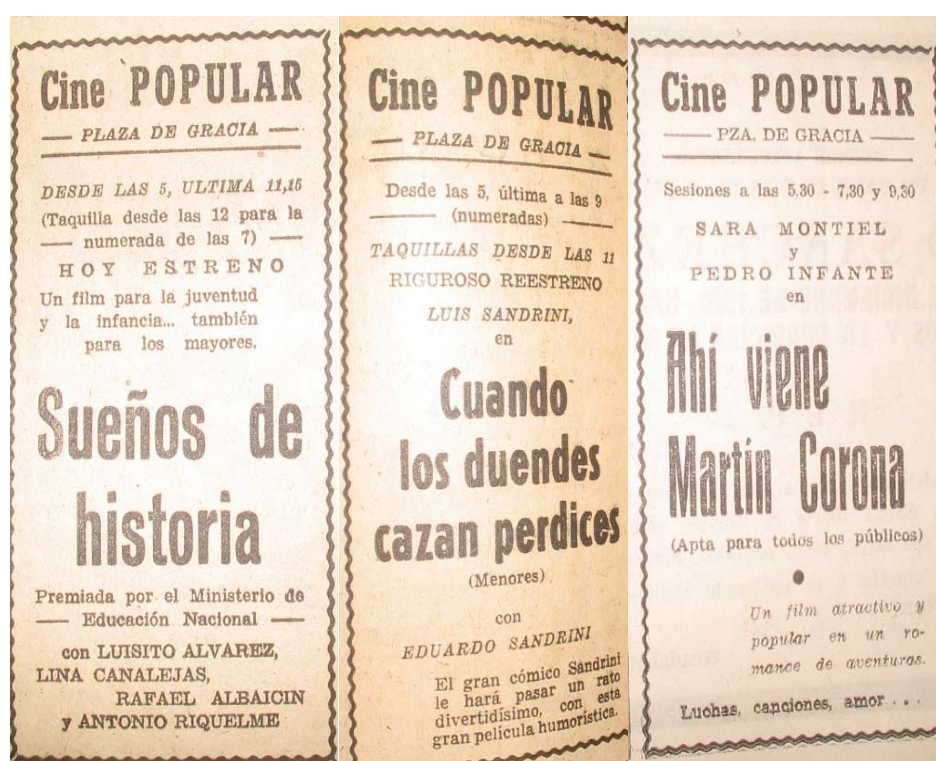 Cine POPULAR
PLAZA DE GRACIA
DESDE LAS 5, ULTIMA 11,15
(Taquilla desde las 12 para la
numerada de las 7)
HOY ESTRENO
Un film para la juventud
y la infancia... también
para los mayores.
Sueños de
historia
Premiada por el Ministerio de
Educación Nacional
con LUISITO ALVAREZ,
LINA CANALEJAS,
RAFAEL ALBAICIN
y ANTONIO RIQUELME
Cine POPULAR
PLAZA DE GRACIA
Desde las 5, última a las 9
(numeradas)
TAQUILLAS DESDE LAS 11
RIGUROSO REESTRENO
LUIS SANDRINI,
en
Cuando
los duendes
cazan perdices
(Menores)
con
EDUARDO SANDRINI
El gran cómico Sandrini
le hará pasar un rato
divertidísimo, con esta
gran película humorística.
Cine POPULAR
PZA. DE GRACIA
Sesiones a las 5,30 - 7,30 y 9,30
SARA MONTIEL
y
PEDRO INFANTE
en
Ahí viene
Martín Corona
(Apta para todos los públicos)
Un film atractivo y
popular en un ro-
mance de aventuras.
Luchas, canciones, amor . . .